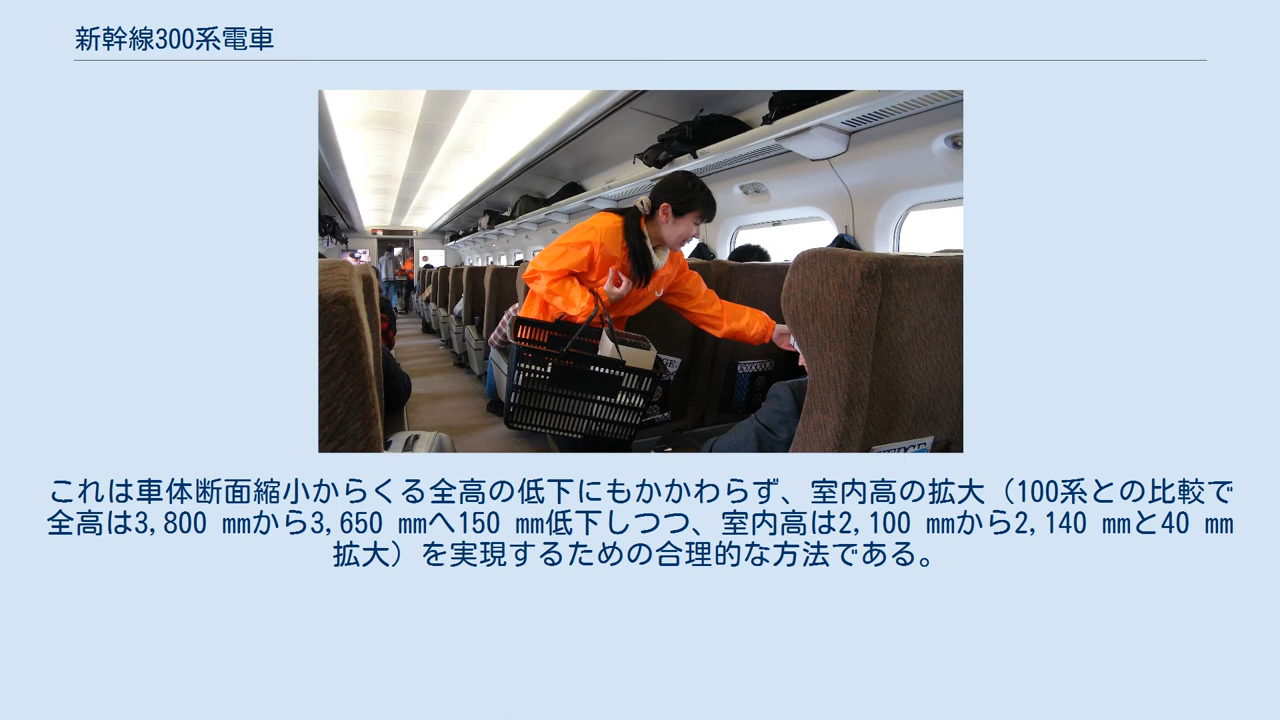 新幹線300系電車
これは車体断面縮小からくる全高の低下にもかかわらず、室内高の拡大（100系との比較で
全高は3,800 ㎜から3,650 ㎜へ150 ㎜低下しつつ、室内高は2,100 ㎜から2,140 ㎜と40 ㎜
拡大）を実現するための合理的な方法である。